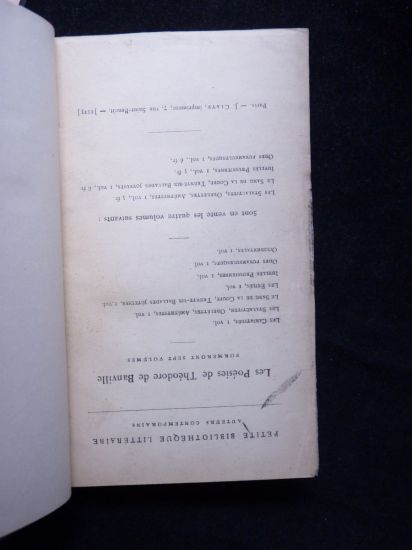 PETITE BIBLIOTHÈQUE LITTÉRAIRE
AUTEURS CONTEMPORAINS
Les Poésies de Théodore de Banville
FORMERONT SEPT VOLUMES
LES CARIATIDES, 1 vol.
LES STALACTITES, ODELETTES, AMÉTHYSTES, 1 vol.
LE SANG DE LA COUPE, TRENTE-SIX BALLADES JOYEUSES, 1 vol.
LES EXILÉS, 1 vol.
IDYLLES PRUSSIENNES, 1 vol.
ODES FUNAMBULESQUES, 1 vol.
OCCIDENTALES, 1 vol.
Sont en vente les quatre volumes suivants :
LES STALACTITES, ODELETTES, AMÉTHYSTES, 1 vol., 5 fr.
LE SANG DE LA COUPE, TRENTE-SIX BALLADES JOYEUSES, 1 vol., 6 fr.
IDYLLES PRUSSIENNES, 1 vol., 5 fr.
ODES FUNAMBULESQUES, 1 vol., 6 fr.
PARIS. — J. CLAYE, imprimeur, 7, rue Saint-Benoît. —